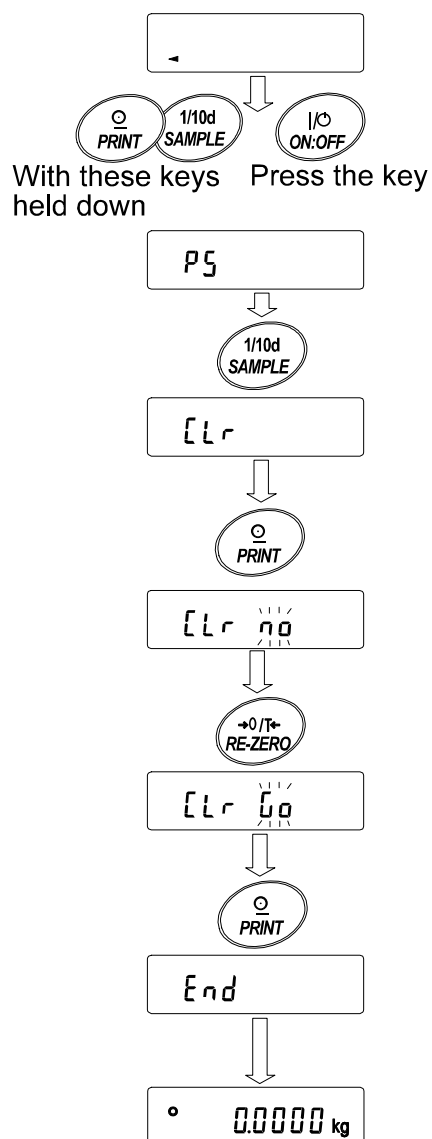 PRINT
1/10d
SAMPLE
ON:OFF
With these keys
held down
Press the key
PS
1/10d
SAMPLE
CLr
PRINT
CLr no
→0/T←
RE-ZERO
CLr Go
PRINT
End
0.0000 kg